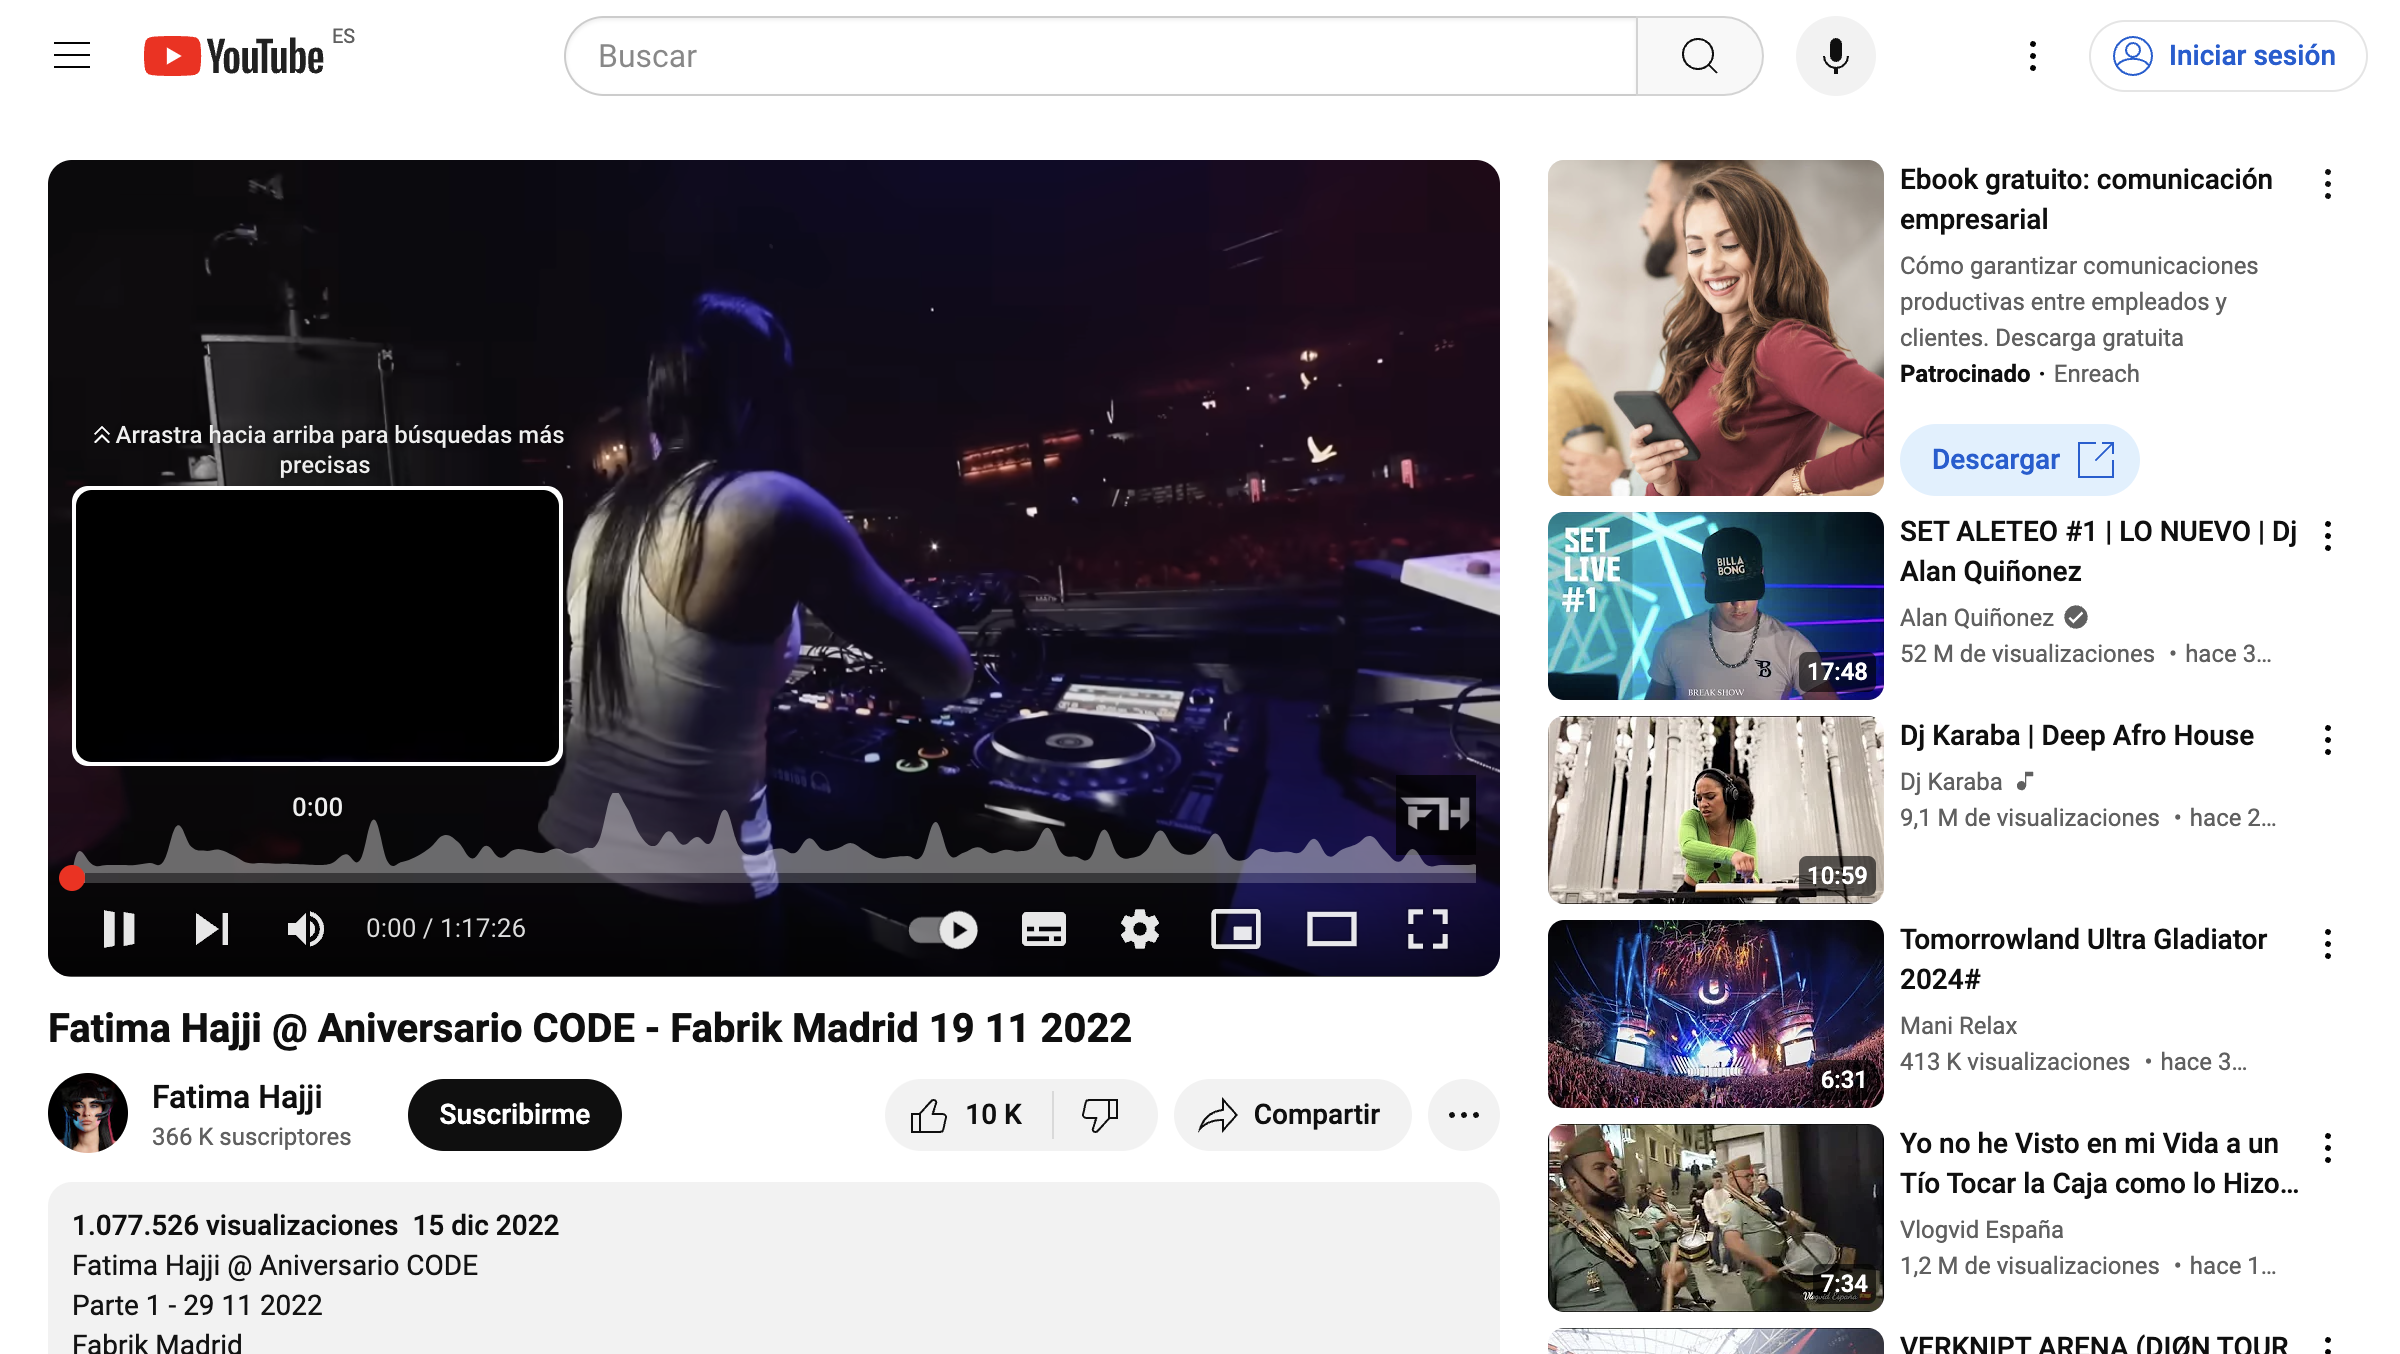 YouTube ES
Buscar
Iniciar sesión
Arrastra hacia arriba para búsquedas más
precisas
0:00
FH
0:00 / 1:17:26
Fatima Hajji @ Aniversario CODE - Fabrik Madrid 19 11 2022
Fatima Hajji
366 K suscriptores
Suscribirme
10 K
Compartir
1.077.526 visualizaciones 15 dic 2022
Fatima Hajji @ Aniversario CODE
Parte 1 - 29 11 2022
Fabrik Madrid
Ebook gratuito: comunicación
empresarial
Cómo garantizar comunicaciones
productivas entre empleados y
clientes. Descarga gratuita
Patrocinado · Enreach
Descargar
SET
LIVE
#1
BILLA
BONG
B
BREAK SHOW
17:48
SET ALETEO #1 | LO NUEVO | Dj
Alan Quiñonez
Alan Quiñonez
52 M de visualizaciones • hace 3...
10:59
Dj Karaba | Deep Afro House
Dj Karaba
9,1 M de visualizaciones • hace 2...
6:31
Tomorrowland Ultra Gladiator
2024#
Mani Relax
413 K visualizaciones • hace 3...
7:34
Vlogvid España
Yo no he Visto en mi Vida a un
Tío Tocar la Caja como lo Hizo...
Vlogvid España
1,2 M de visualizaciones • hace 1...
VERKNIPT ARENA (DIØN TOUR